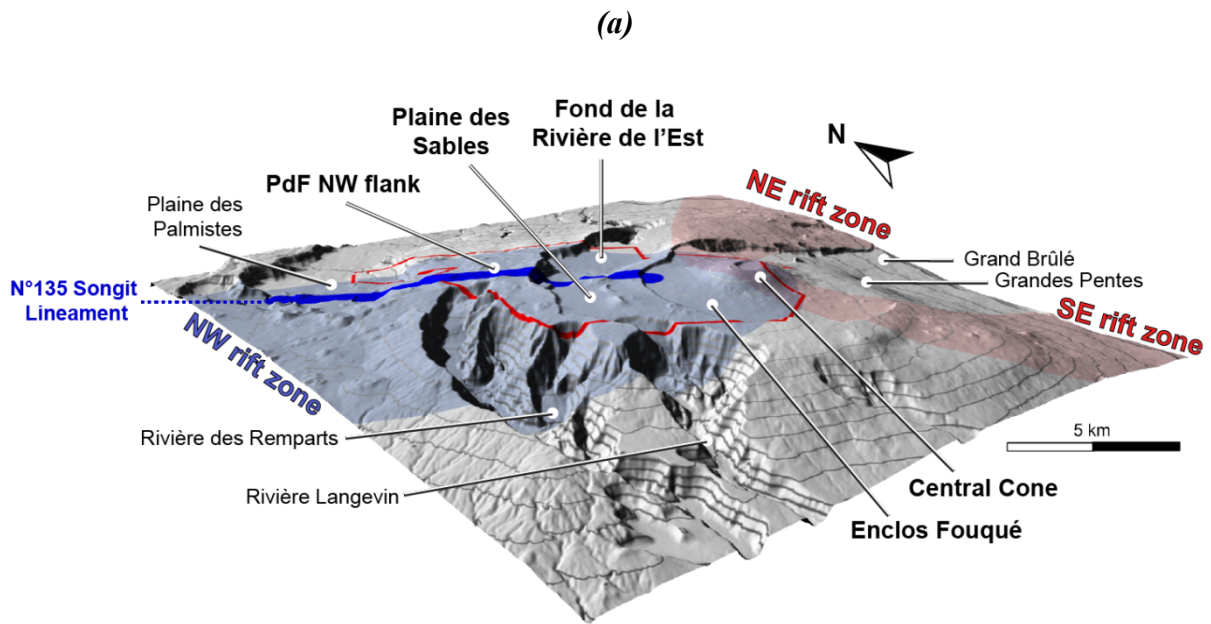 (a)
Fond de la
Rivière de l’Est
Plaine des
Sables
N
PdF NW flank
NE rift zone
Plaine des
Palmistes
Grand Brûlé
Grandes Pentes
N°135 Songit
Lineament
SE rift zone
NW rift zone
Rivière des Remparts
5 km
Rivière Langevin
Central Cone
Enclos Fouqué